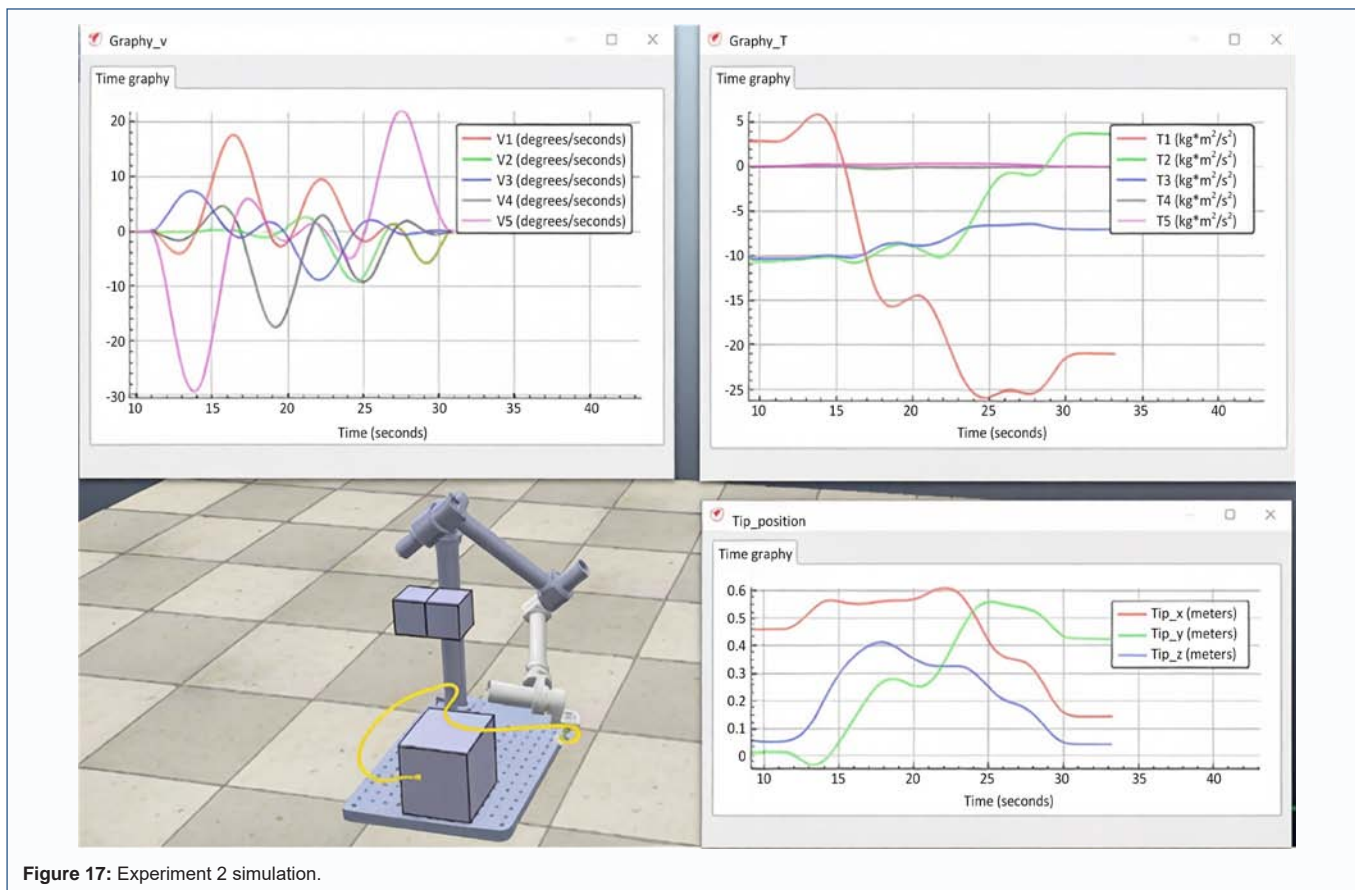 Graphy_v
Time graphy
20
10
0
-10
-20
-30
10 15 20 25 30 35 40
Time (seconds)
V1 (degrees/seconds)
V2 (degrees/seconds)
V3 (degrees/seconds)
V4 (degrees/seconds)
V5 (degrees/seconds)
Graphy_T
Time graphy
5
0
-5
-10
-15
-20
-25
10 15 20 25 30 35 40
Time (seconds)
T1 (kg*m²/s²)
T2 (kg*m²/s²)
T3 (kg*m²/s²)
T4 (kg*m²/s²)
T5 (kg*m²/s²)
Tip_position
Time graphy
0.6
0.5
0.4
0.3
0.2
0.1
0
10 15 20 25 30 35 40
Time (seconds)
Tip_x (meters)
Tip_y (meters)
Tip_z (meters)
Figure 17: Experiment 2 simulation.